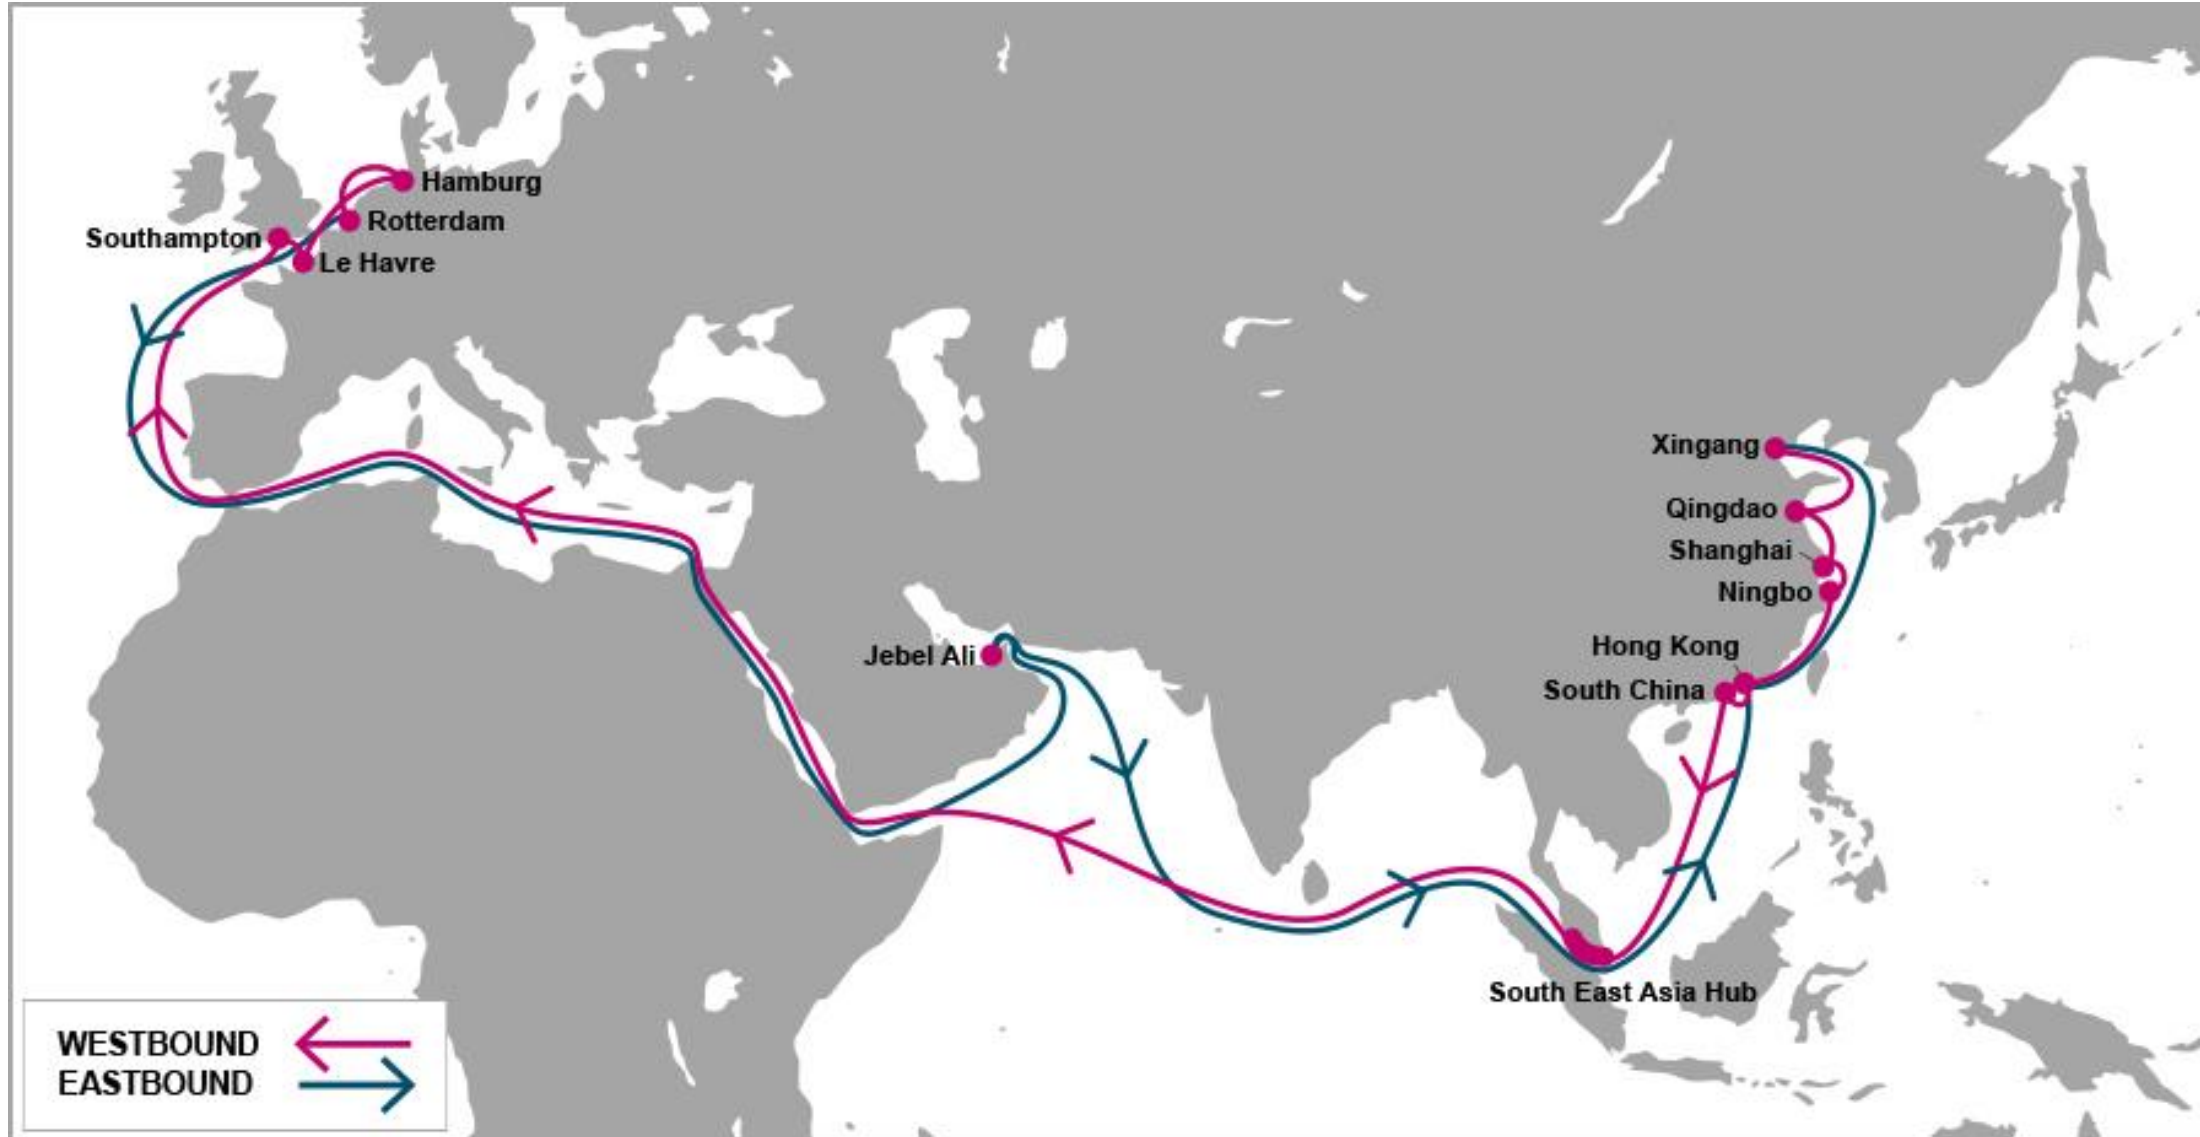 Hamburg
Rotterdam
Southampton
Le Havre
Xingang
Qingdao
Shanghai
Ningbo
Hong Kong
Jebel Ali
South China
South East Asia Hub
WESTBOUND
EASTBOUND